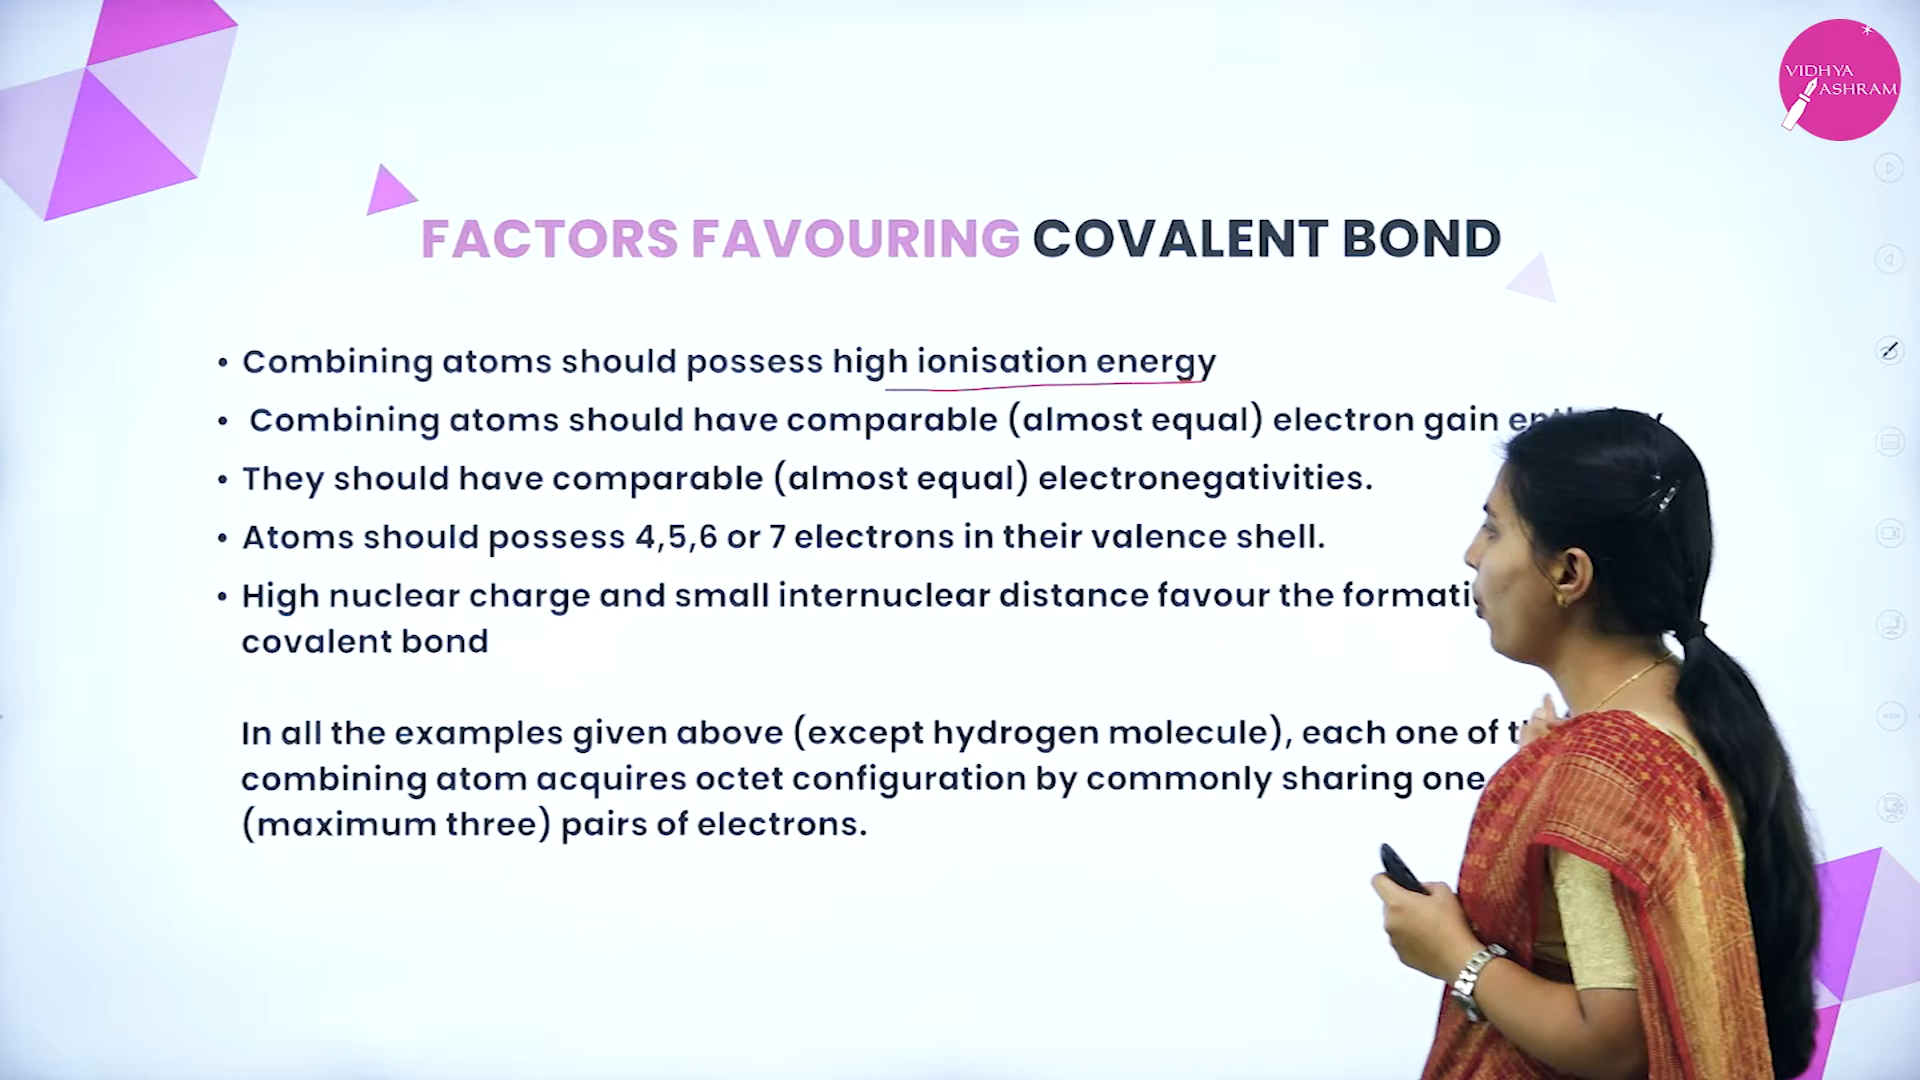 VIDHYA
ASHRAM
FACTORS FAVOURING COVALENT BOND
• Combining atoms should possess high ionisation energy
• Combining atoms should have comparable (almost equal) electron gain
• They should have comparable (almost equal) electronegativities.
• Atoms should possess 4,5,6 or 7 electrons in their valence shell.
• High nuclear charge and small internuclear distance favour the
covalent bond
In all the examples given above (except hydrogen molecule), each one of
combining atom acquires octet configuration by commonly sharing one
(maximum three) pairs of electrons.